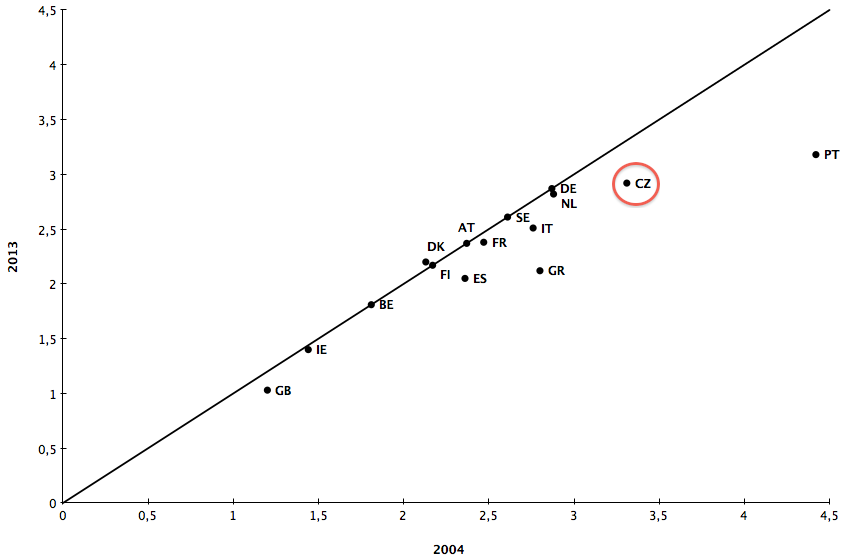 4,5
4
3,5
3
2,5
2
1,5
1
0,5
0
2013
PT
CZ
DE
NL
SE
IT
AT
FR
DK
FI
ES
GR
BE
IE
GB
0 0,5 1 1,5 2 2,5 3 3,5 4 4,5
2004